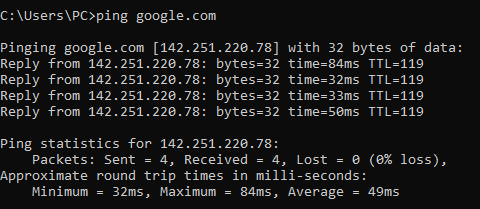 C:\Users\PC>ping google.com
Pinging google.com [142.251.220.78] with 32 bytes of data:
Reply from 142.251.220.78: bytes=32 time=84ms TTL=119
Reply from 142.251.220.78: bytes=32 time=32ms TTL=119
Reply from 142.251.220.78: bytes=32 time=33ms TTL=119
Reply from 142.251.220.78: bytes=32 time=50ms TTL=119
Ping statistics for 142.251.220.78:
    Packets: Sent = 4, Received = 4, Lost = 0 (0% loss),
Approximate round trip times in milli-seconds:
    Minimum = 32ms, Maximum = 84ms, Average = 49ms